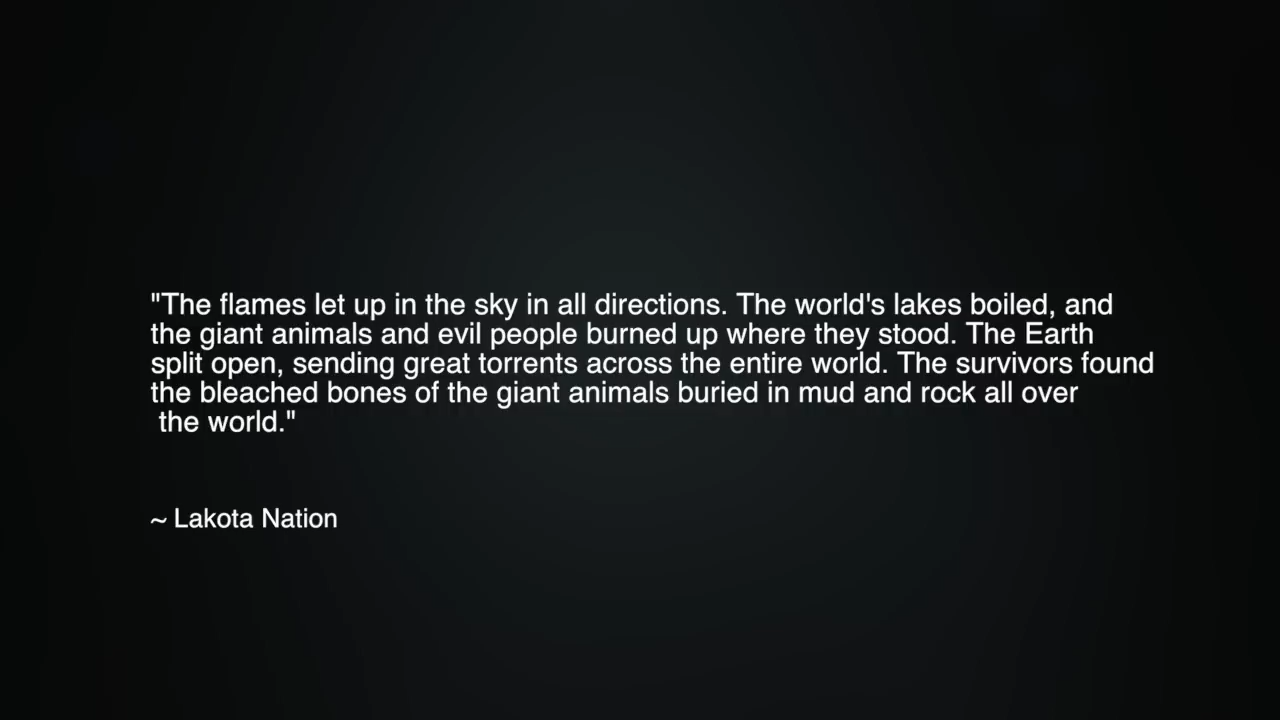 "The flames let up in the sky in all directions. The world's lakes boiled, and
the giant animals and evil people burned up where they stood. The Earth
split open, sending great torrents across the entire world. The survivors found
the bleached bones of the giant animals buried in mud and rock all over
the world."
~ Lakota Nation